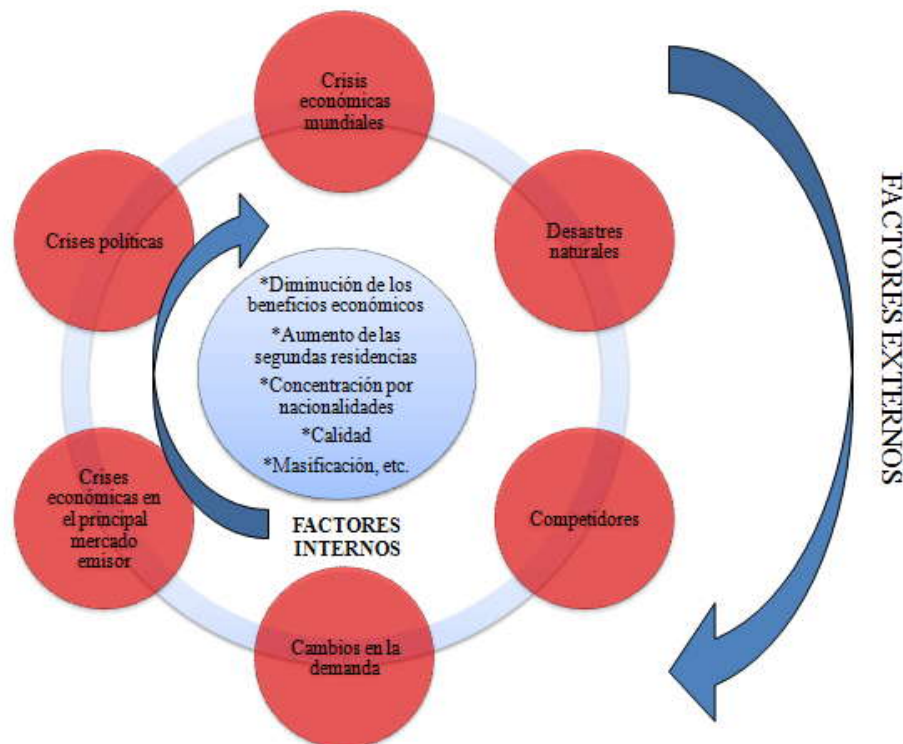 Crisis
económicas
mundiales
Crises políticas
Desastres
naturales
*Diminución de los
beneficios económicos
*Aumento de las
segundas residencias
*Concentración por
nacionalidades
*Calidad
*Masificación, etc.
FACTORES EXTERNOS
Crises
económicas en
el principal
mercado
emisor
FACTORES
INTERNOS
Competidores
Cambios en la
demanda